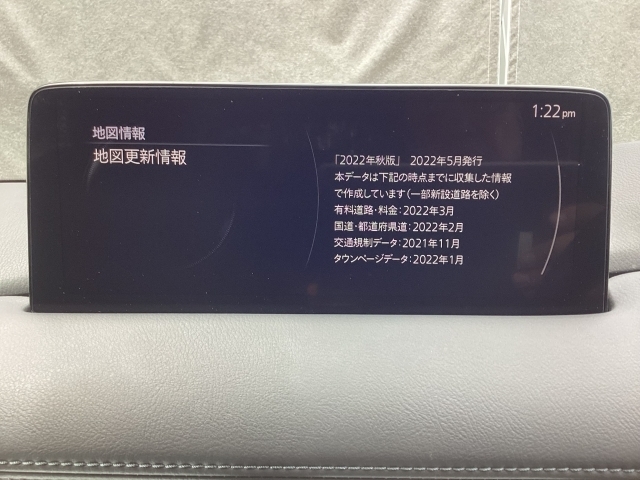 1:22pm
地図情報
地図更新情報
「2022年秋版」 2022年5月発行
本データは下記の時点までに収集した情報
で作成しています(一部新設道路を除く)
有料道路・料金:2022年3月
国道・都道府県道:2022年2月
交通規制データ:2021年11月
タウンページデータ:2022年1月